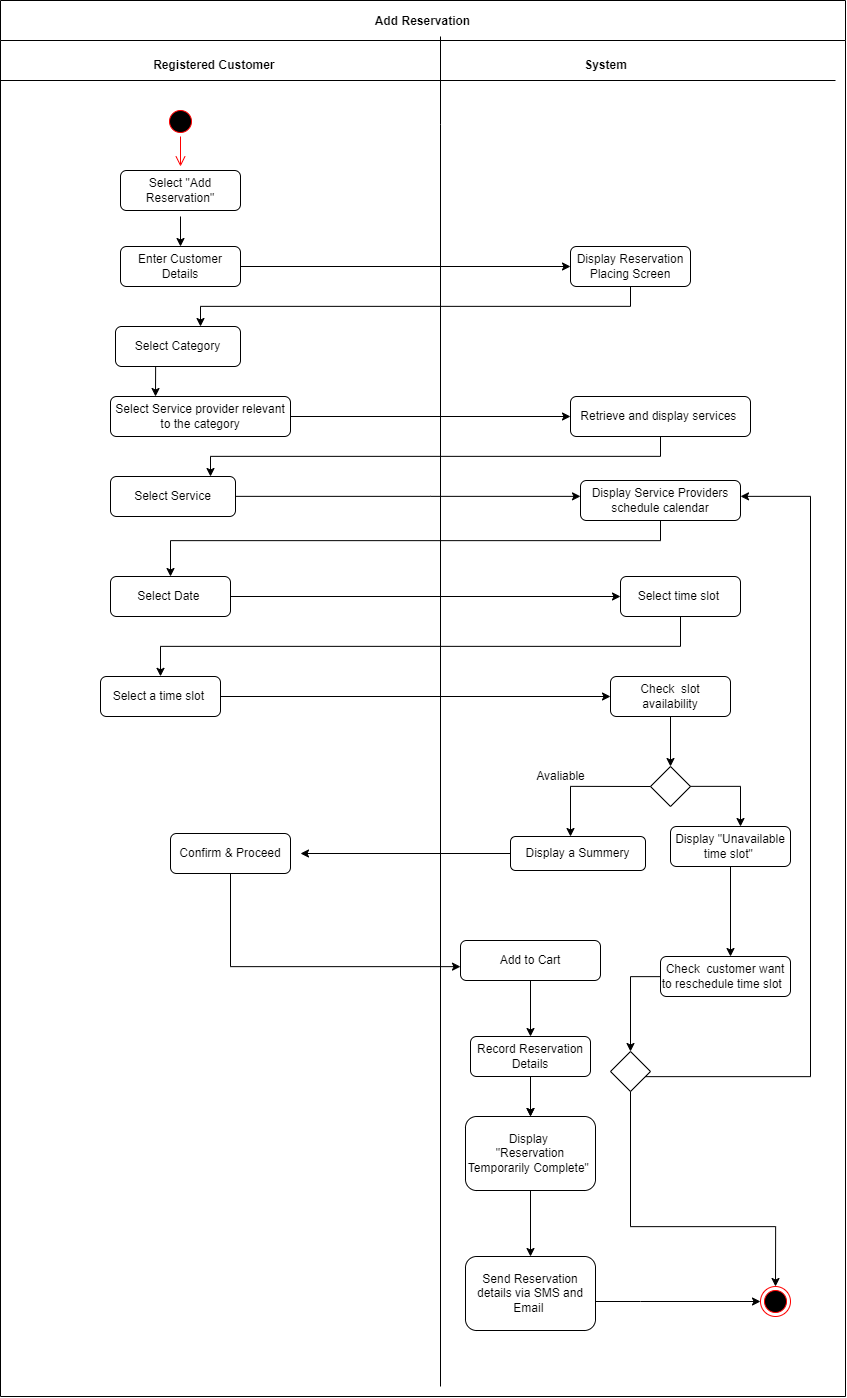 Add Reservation
Registered Customer
System
Select "Add
Reservation"
Enter Customer
Details
Display Reservation
Placing Screen
Select Category
Select Service provider relevant
to the category
Retrieve and display services
Select Service
Display Service Providers
schedule calendar
Select Date
Select time slot
Select a time slot
Check  slot
availability
Avaliable
Display "Unavailable
time slot"
Confirm & Proceed
Display a Summery
Add to Cart
Check  customer want
to reschedule time slot
Record Reservation
Details
Display
"Reservation
Temporarily Complete"
Send Reservation
details via SMS and
Email